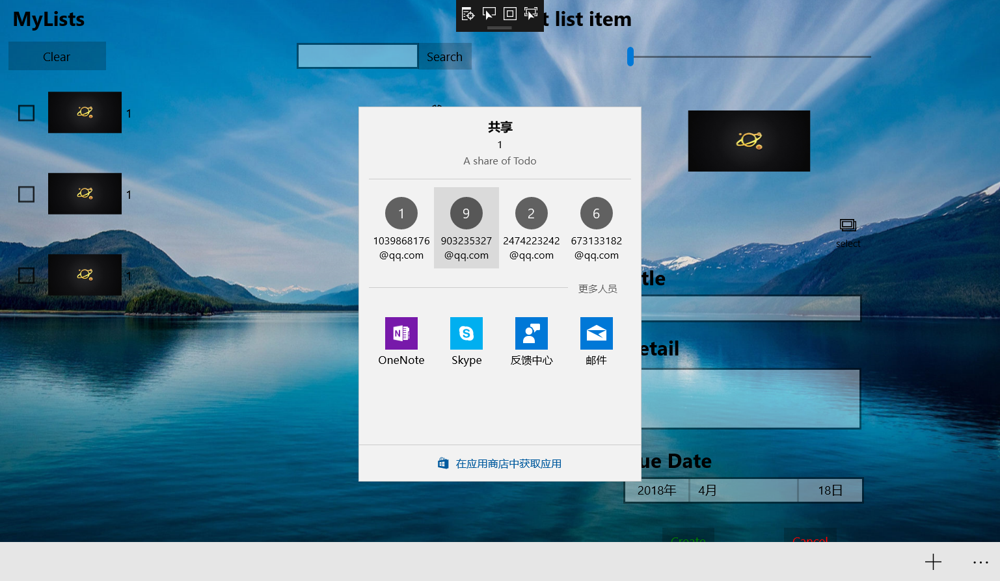 MyLists
t list item
Clear
Search
1
1
1
共享
1
A share of Todo
1
9
2
6
1039868176
@qq.com
903235327
@qq.com
2474223242
@qq.com
673133182
@qq.com
更多人员
OneNote
Skype
反馈中心
邮件
在应用商店中获取应用
select
tle
etail
ue Date
2018年
4月
18日
Create
Cancel